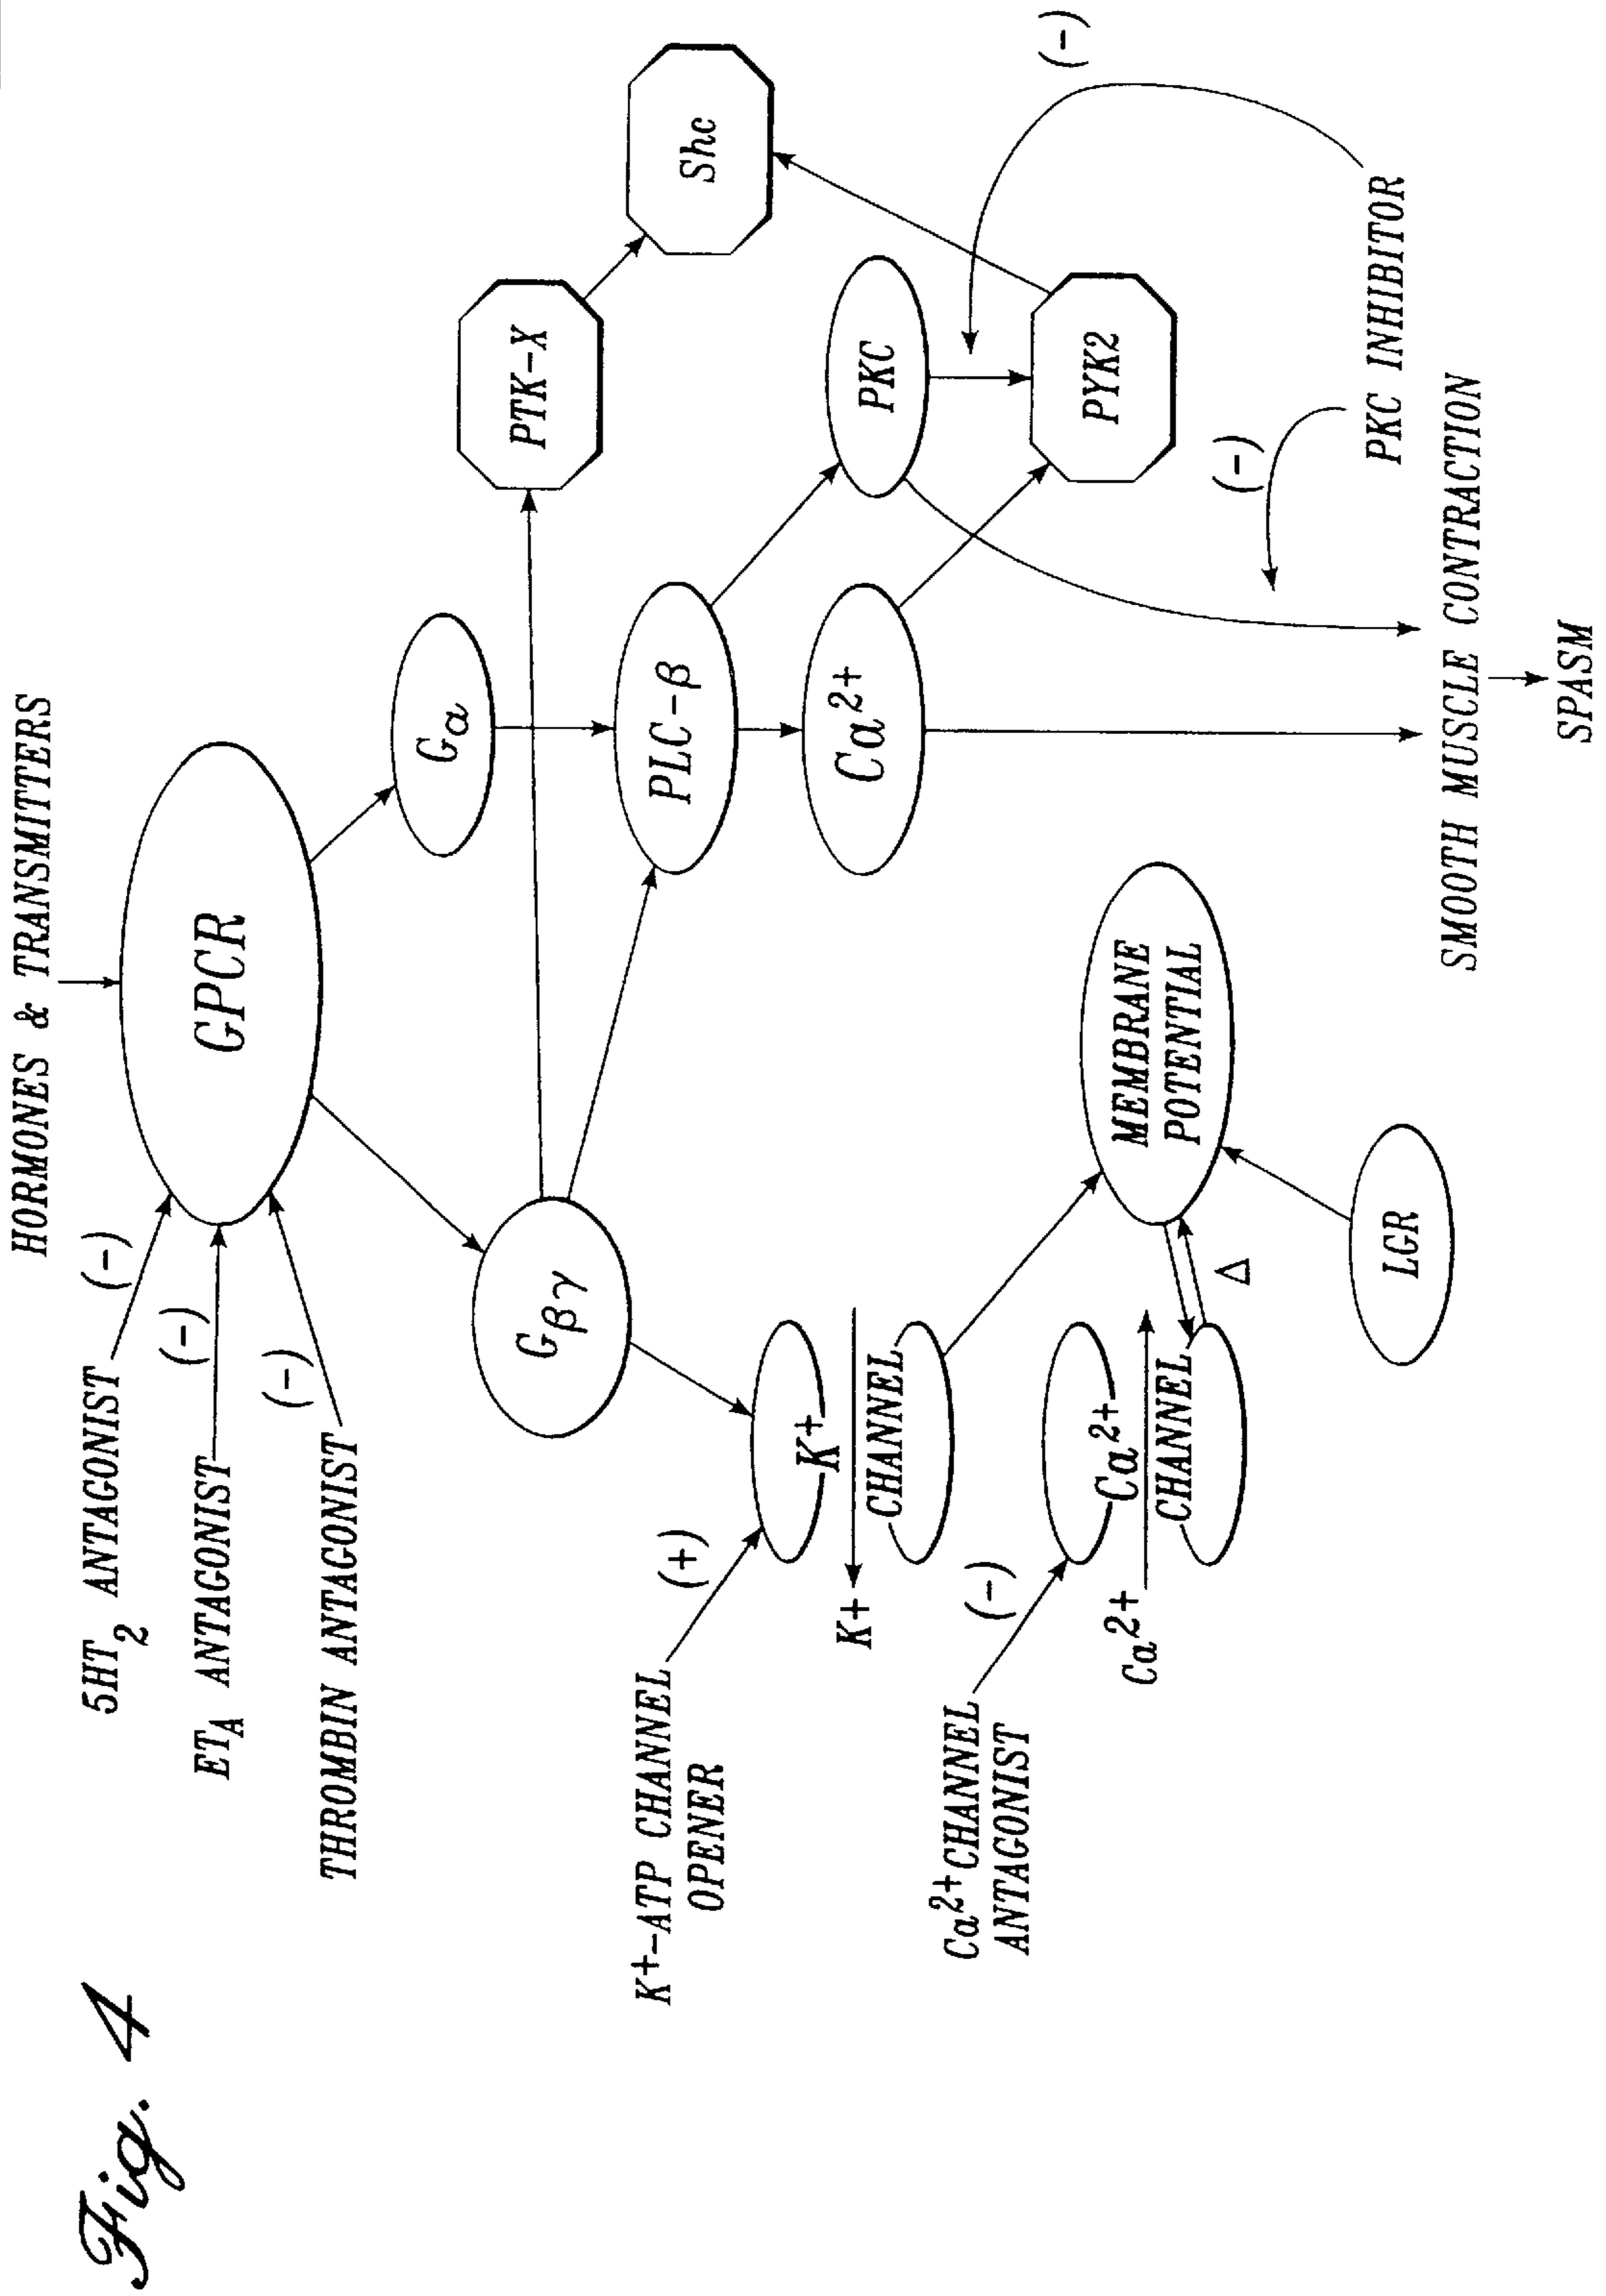 Fig. 4
HORMONES & TRANSMITTERS
5HT2 ANTAGONIST
(-)
ETA ANTAGONIST
(-)
THROMBIN ANTAGONIST
(-)
GPCR
Gα
Gβγ
PTK-X
Shc
PLC-β
PKC
Ca2+
PYK2
(-)
K+-ATP CHANNEL
OPENER
(+)
K+
CHANNEL
K+
Ca2+CHANNEL
ANTAGONIST
(-)
Ca2+
CHANNEL
Ca2+
Δ
MEMBRANE
POTENTIAL
LGR
(-)
PKC INHIBITOR
SMOOTH MUSCLE CONTRACTION
SPASM